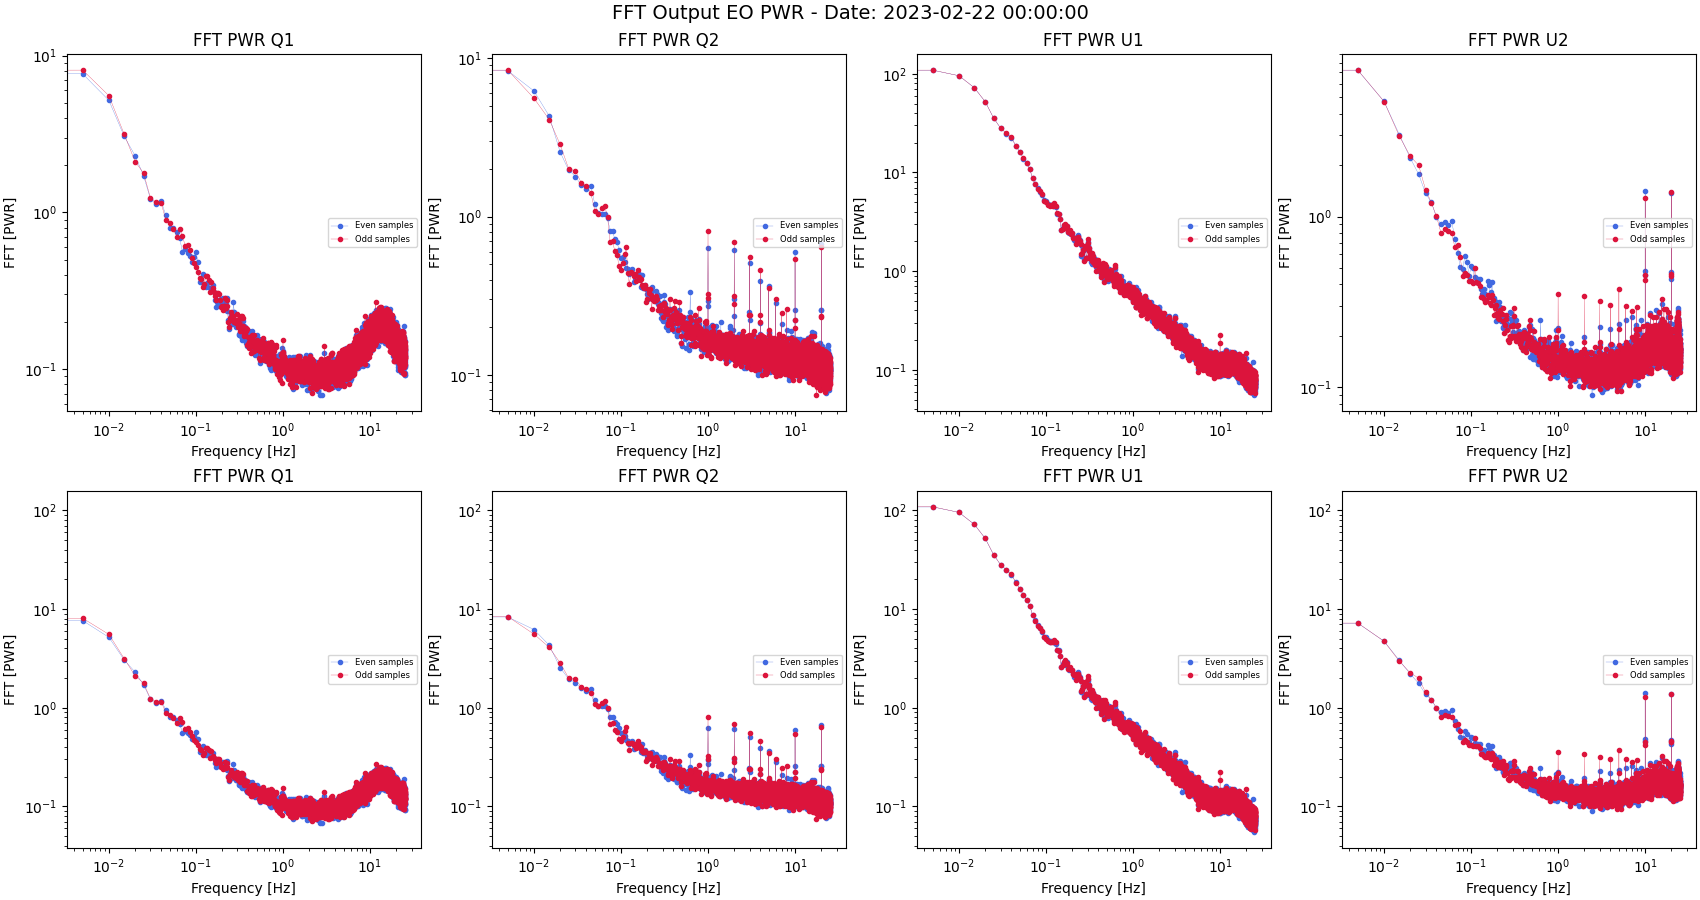 FFT Output EO PWR - Date: 2023-02-22 00:00:00
FFT PWR Q1
FFT [PWR]
10^1
10^0
10^-1
Even samples
Odd samples
10^-2
10^-1
10^0
10^1
Frequency [Hz]
FFT PWR Q2
FFT [PWR]
10^1
10^0
10^-1
Even samples
Odd samples
10^-2
10^-1
10^0
10^1
Frequency [Hz]
FFT PWR U1
FFT [PWR]
10^2
10^1
10^0
10^-1
Even samples
Odd samples
10^-2
10^-1
10^0
10^1
Frequency [Hz]
FFT PWR U2
FFT [PWR]
10^0
10^-1
Even samples
Odd samples
10^-2
10^-1
10^0
10^1
Frequency [Hz]
FFT PWR Q1
FFT [PWR]
10^2
10^1
10^0
10^-1
Even samples
Odd samples
10^-2
10^-1
10^0
10^1
Frequency [Hz]
FFT PWR Q2
FFT [PWR]
10^2
10^1
10^0
10^-1
Even samples
Odd samples
10^-2
10^-1
10^0
10^1
Frequency [Hz]
FFT PWR U1
FFT [PWR]
10^2
10^1
10^0
10^-1
Even samples
Odd samples
10^-2
10^-1
10^0
10^1
Frequency [Hz]
FFT PWR U2
FFT [PWR]
10^2
10^1
10^0
10^-1
Even samples
Odd samples
10^-2
10^-1
10^0
10^1
Frequency [Hz]